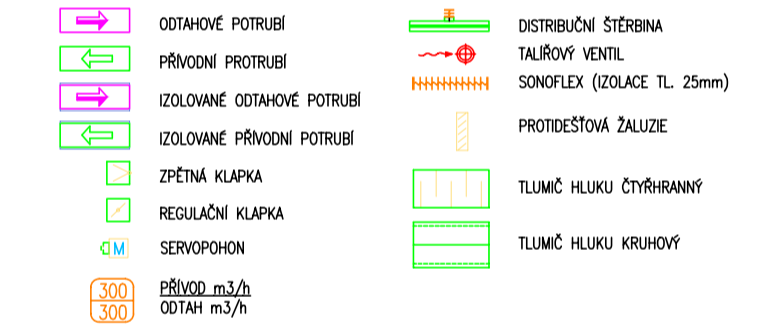 ODTAHOVÉ POTRUBÍ
PŘÍVODNÍ PROTRUBÍ
IZOLOVANÉ ODTAHOVÉ POTRUBÍ
IZOLOVANÉ PŘÍVODNÍ POTRUBÍ
ZPĚTNÁ KLAPKA
REGULAČNÍ KLAPKA
M SERVOPOHON
300 PŘÍVOD m3/h
300 ODTAH m3/h
DISTRIBUČNÍ ŠTĚRBINA
TALÍŘOVÝ VENTIL
SONOFLEX (IZOLACE TL. 25mm)
PROTIDEŠŤOVÁ ŽALUZIE
TLUMIČ HLUKU ČTYŘHRANNÝ
TLUMIČ HLUKU KRUHOVÝ